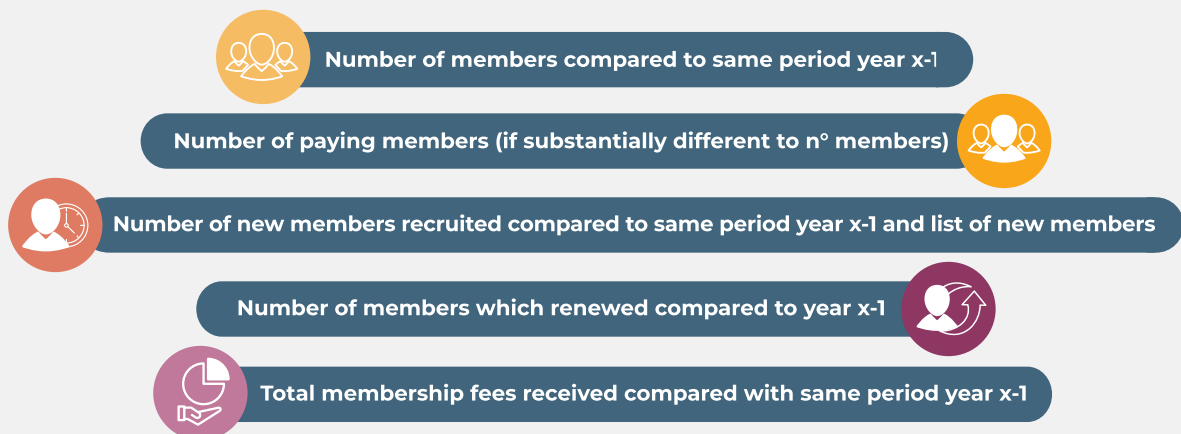 Number of members compared to same period year x-1
Number of paying members (if substantially different to n° members)
Number of new members recruited compared to same period year x-1 and list of new members
Number of members which renewed compared to year x-1
Total membership fees received compared with same period year x-1